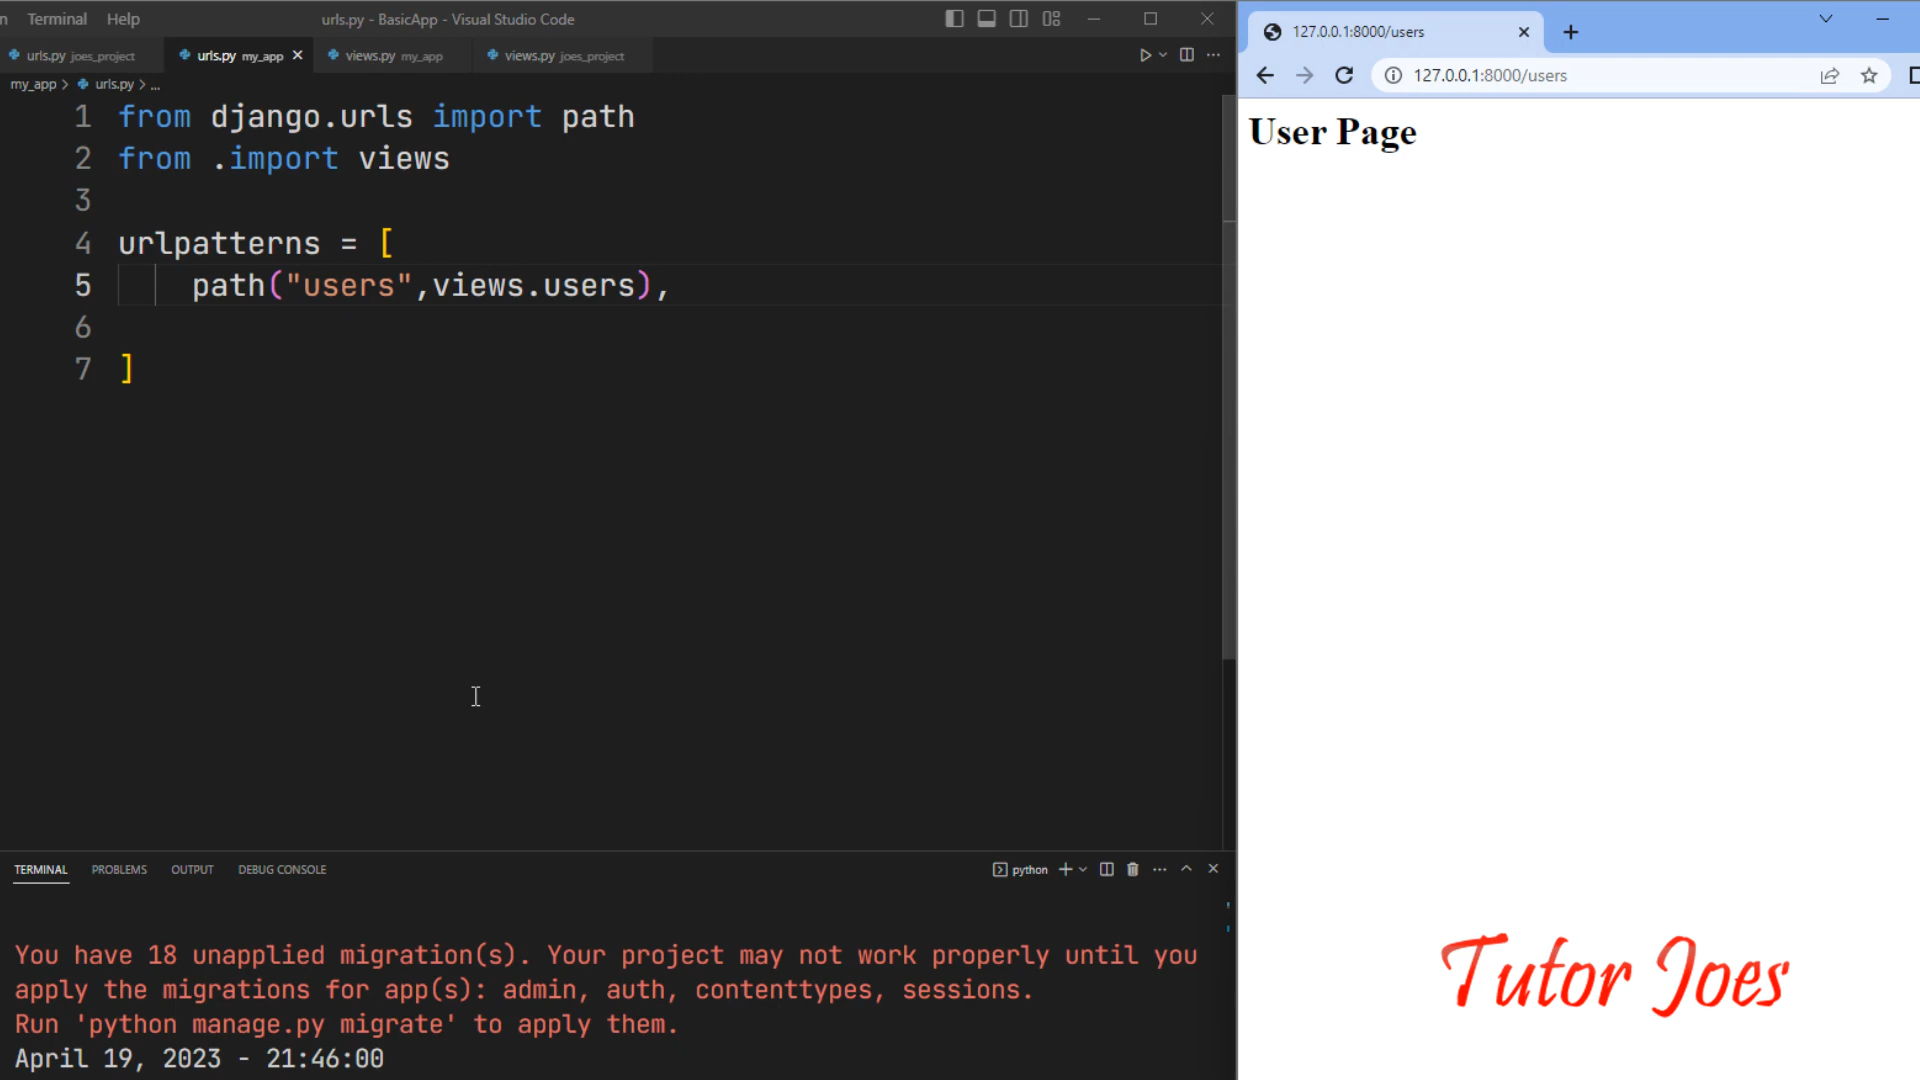 Terminal Help
urls.py - BasicApp - Visual Studio Code
urls.py joes_project
urls.py my_app
views.py my_app
views.py joes_project
my_app > urls.py > ...
1 from django.urls import path
2 from .import views
3
4 urlpatterns = [
5 path("users",views.users),
6
7 ]
TERMINAL PROBLEMS OUTPUT DEBUG CONSOLE
python
You have 18 unapplied migration(s). Your project may not work properly until you
apply the migrations for app(s): admin, auth, contenttypes, sessions.
Run 'python manage.py migrate' to apply them.
April 19, 2023 - 21:46:00
127.0.0.1:8000/users
127.0.0.1:8000/users
User Page
Tutor Joes